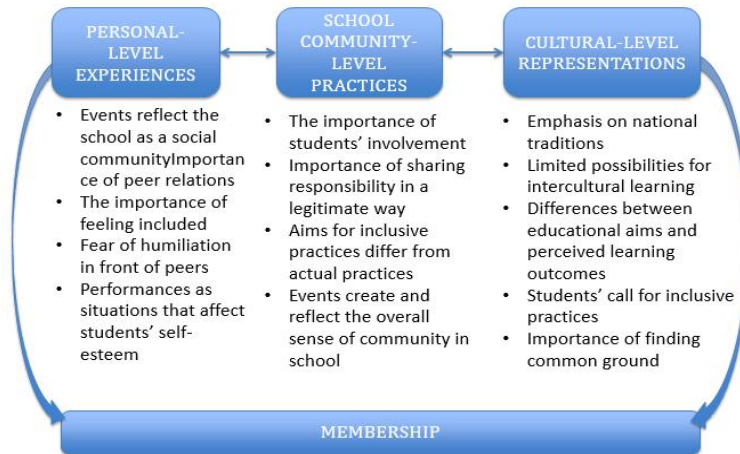 PERSONAL-
LEVEL
EXPERIENCES
SCHOOL
COMMUNITY-
LEVEL
PRACTICES
CULTURAL-LEVEL
REPRESENTATIONS
• Events reflect the
school as a social
communityImportan
ce of peer relations
• The importance of
feeling included
• Fear of humiliation
in front of peers
• Performances as
situations that affect
students' self-
esteem
• The importance of
students' involvement
• Importance of sharing
responsibility in a
legitimate way
• Aims for inclusive
practices differ from
actual practices
• Events create and
reflect the overall
sense of community in
school
• Emphasis on national
traditions
• Limited possibilities for
intercultural learning
• Differences between
educational aims and
perceived learning
outcomes
• Students' call for inclusive
practices
• Importance of finding
common ground
MEMBERSHIP